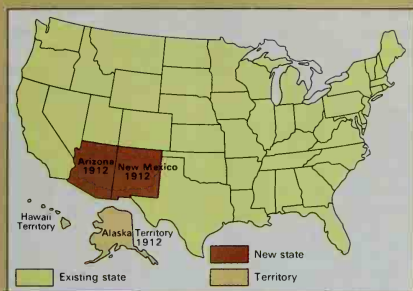 Arizona
1912
New Mexico
1912
Hawaii
Territory
Alaska Territory
1912
New state
Existing state
Territory